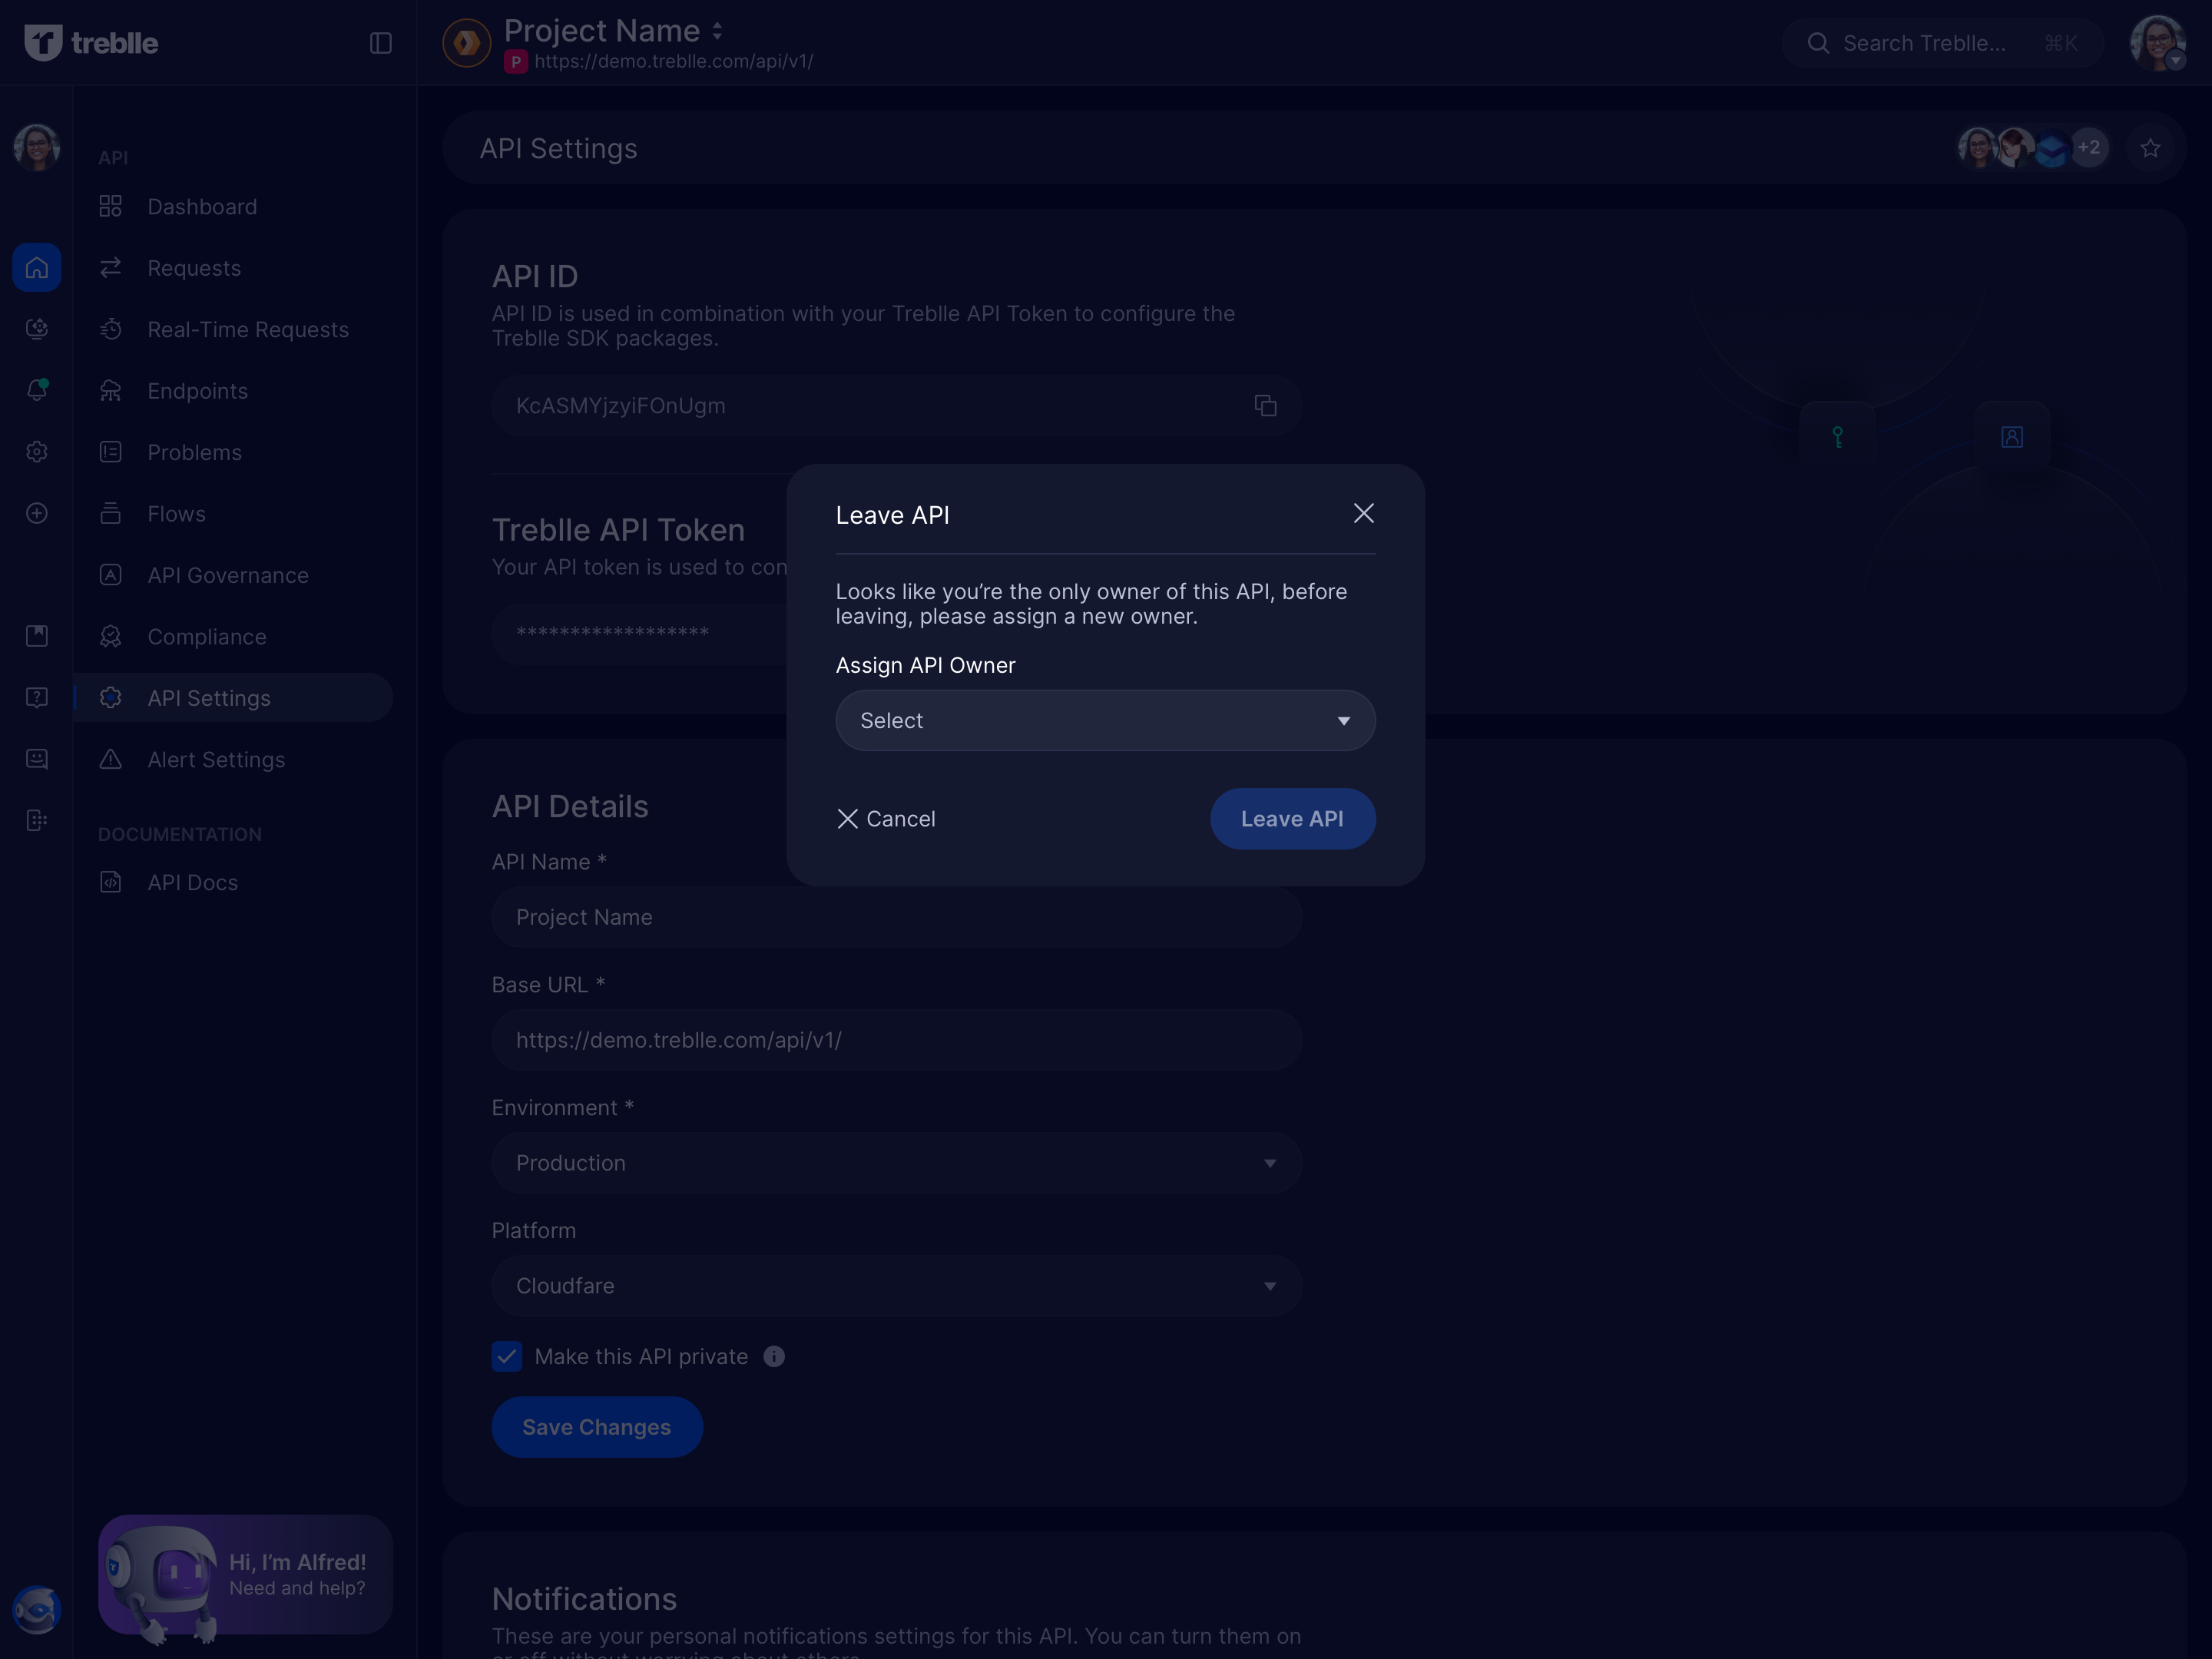 treblle
Project Name
P https://demo.treblle.com/api/v1/
Search Treblle... ⌘K
API
Dashboard
Requests
Real-Time Requests
Endpoints
Problems
Flows
API Governance
Compliance
API Settings
Alert Settings
DOCUMENTATION
API Docs
Hi, I’m Alfred!
Need and help?
API Settings
+2
API ID
API ID is used in combination with your Treblle API Token to configure the
Treblle SDK packages.
KcASMYjzyiFOnUgm
Treblle API Token
Your API token is used to con
******************
Leave API
Looks like you’re the only owner of this API, before
leaving, please assign a new owner.
Assign API Owner
Select
Cancel
Leave API
API Details
API Name *
Project Name
Base URL *
https://demo.treblle.com/api/v1/
Environment *
Production
Platform
Cloudfare
Make this API private
Save Changes
Notifications
These are your personal notifications settings for this API. You can turn them on
or off without worrying about others